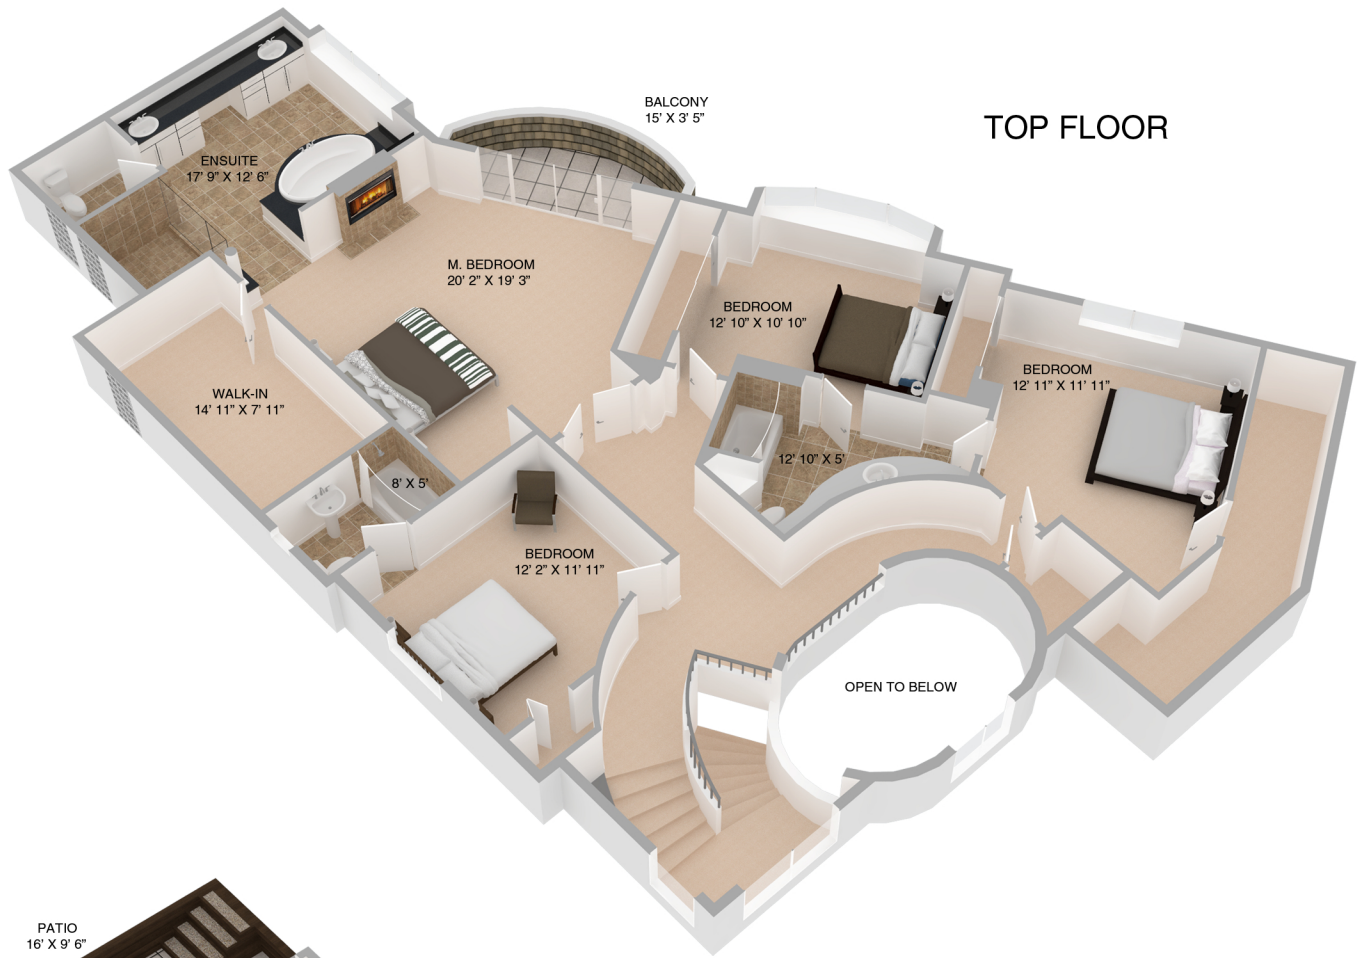 TOP FLOOR
BALCONY
15' X 3' 5"
ENSUITE
17' 9" X 12' 6"
M. BEDROOM
20' 2" X 19' 3"
BEDROOM
12' 10" X 10' 10"
BEDROOM
12' 11" X 11' 11"
WALK-IN
14' 11" X 7' 11"
12' 10" X 5'
8' X 5'
BEDROOM
12' 2" X 11' 11"
OPEN TO BELOW
PATIO
16' X 9' 6"